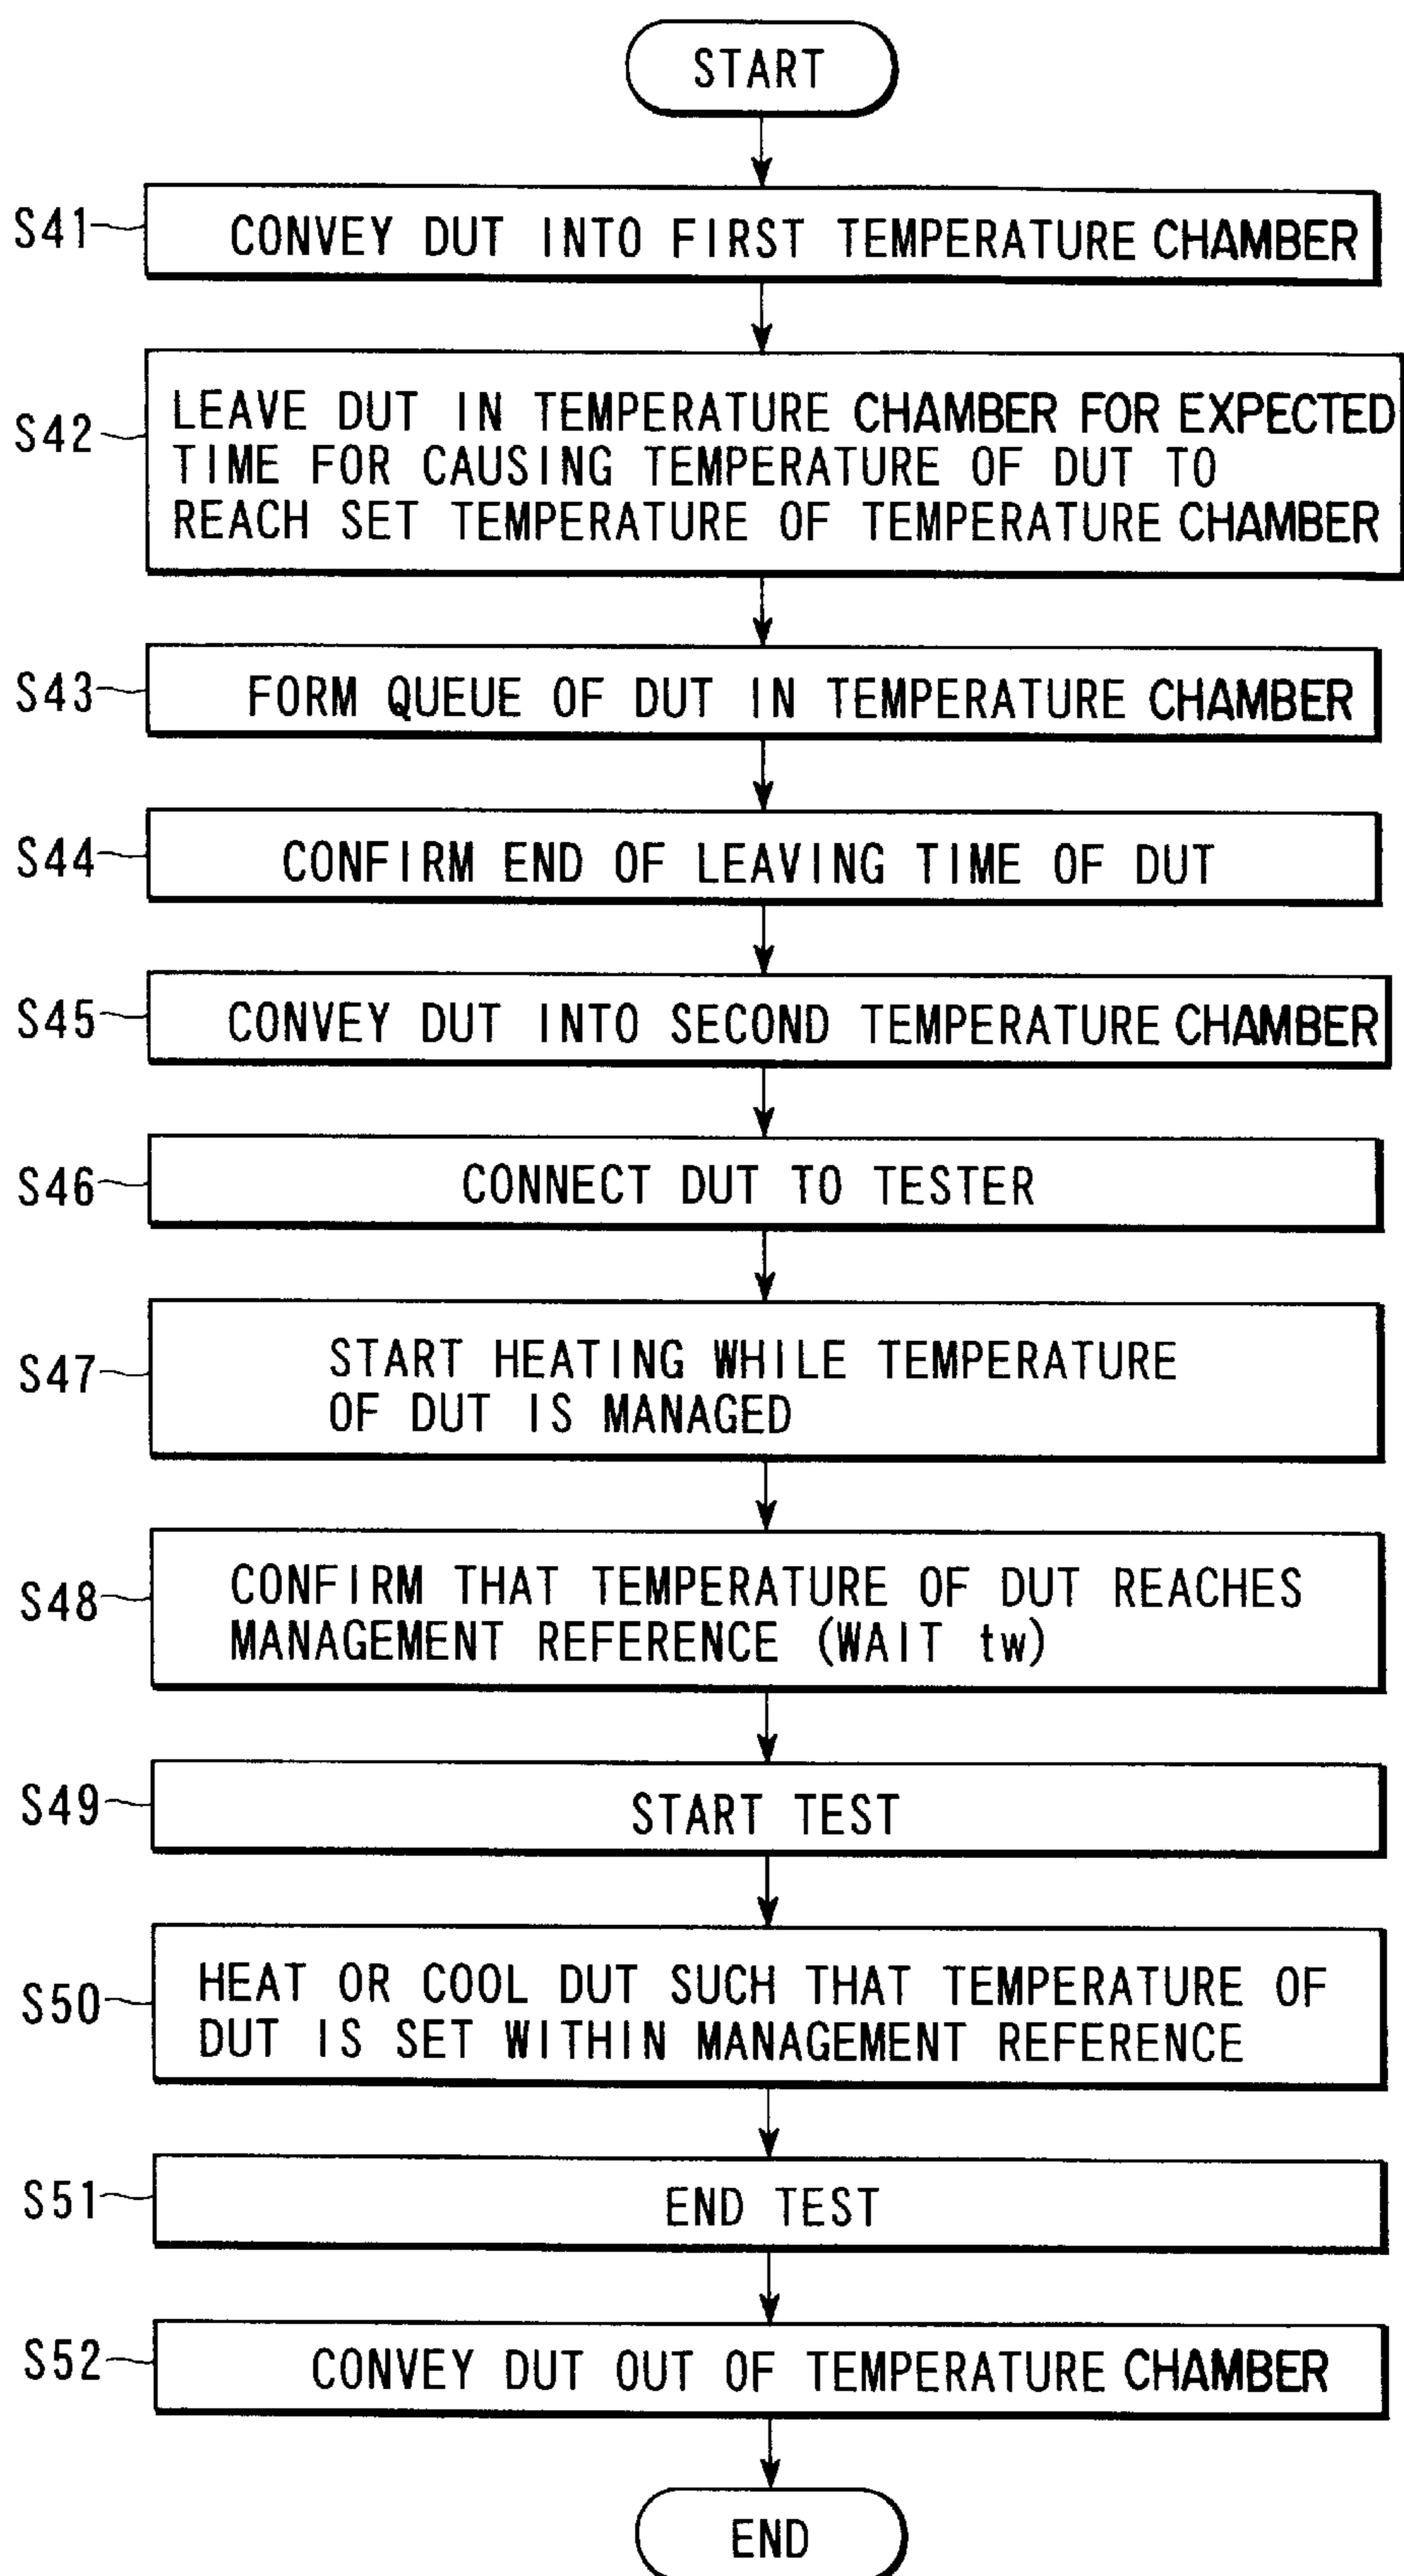 START
S41
CONVEY DUT INTO FIRST TEMPERATURE CHAMBER
S42
LEAVE DUT IN TEMPERATURE CHAMBER FOR EXPECTED
TIME FOR CAUSING TEMPERATURE OF DUT TO
REACH SET TEMPERATURE OF TEMPERATURE CHAMBER
S43
FORM QUEUE OF DUT IN TEMPERATURE CHAMBER
S44
CONFIRM END OF LEAVING TIME OF DUT
S45
CONVEY DUT INTO SECOND TEMPERATURE CHAMBER
S46
CONNECT DUT TO TESTER
S47
START HEATING WHILE TEMPERATURE
OF DUT IS MANAGED
S48
CONFIRM THAT TEMPERATURE OF DUT REACHES
MANAGEMENT REFERENCE (WAIT tw)
S49
START TEST
S50
HEAT OR COOL DUT SUCH THAT TEMPERATURE OF
DUT IS SET WITHIN MANAGEMENT REFERENCE
S51
END TEST
S52
CONVEY DUT OUT OF TEMPERATURE CHAMBER
END